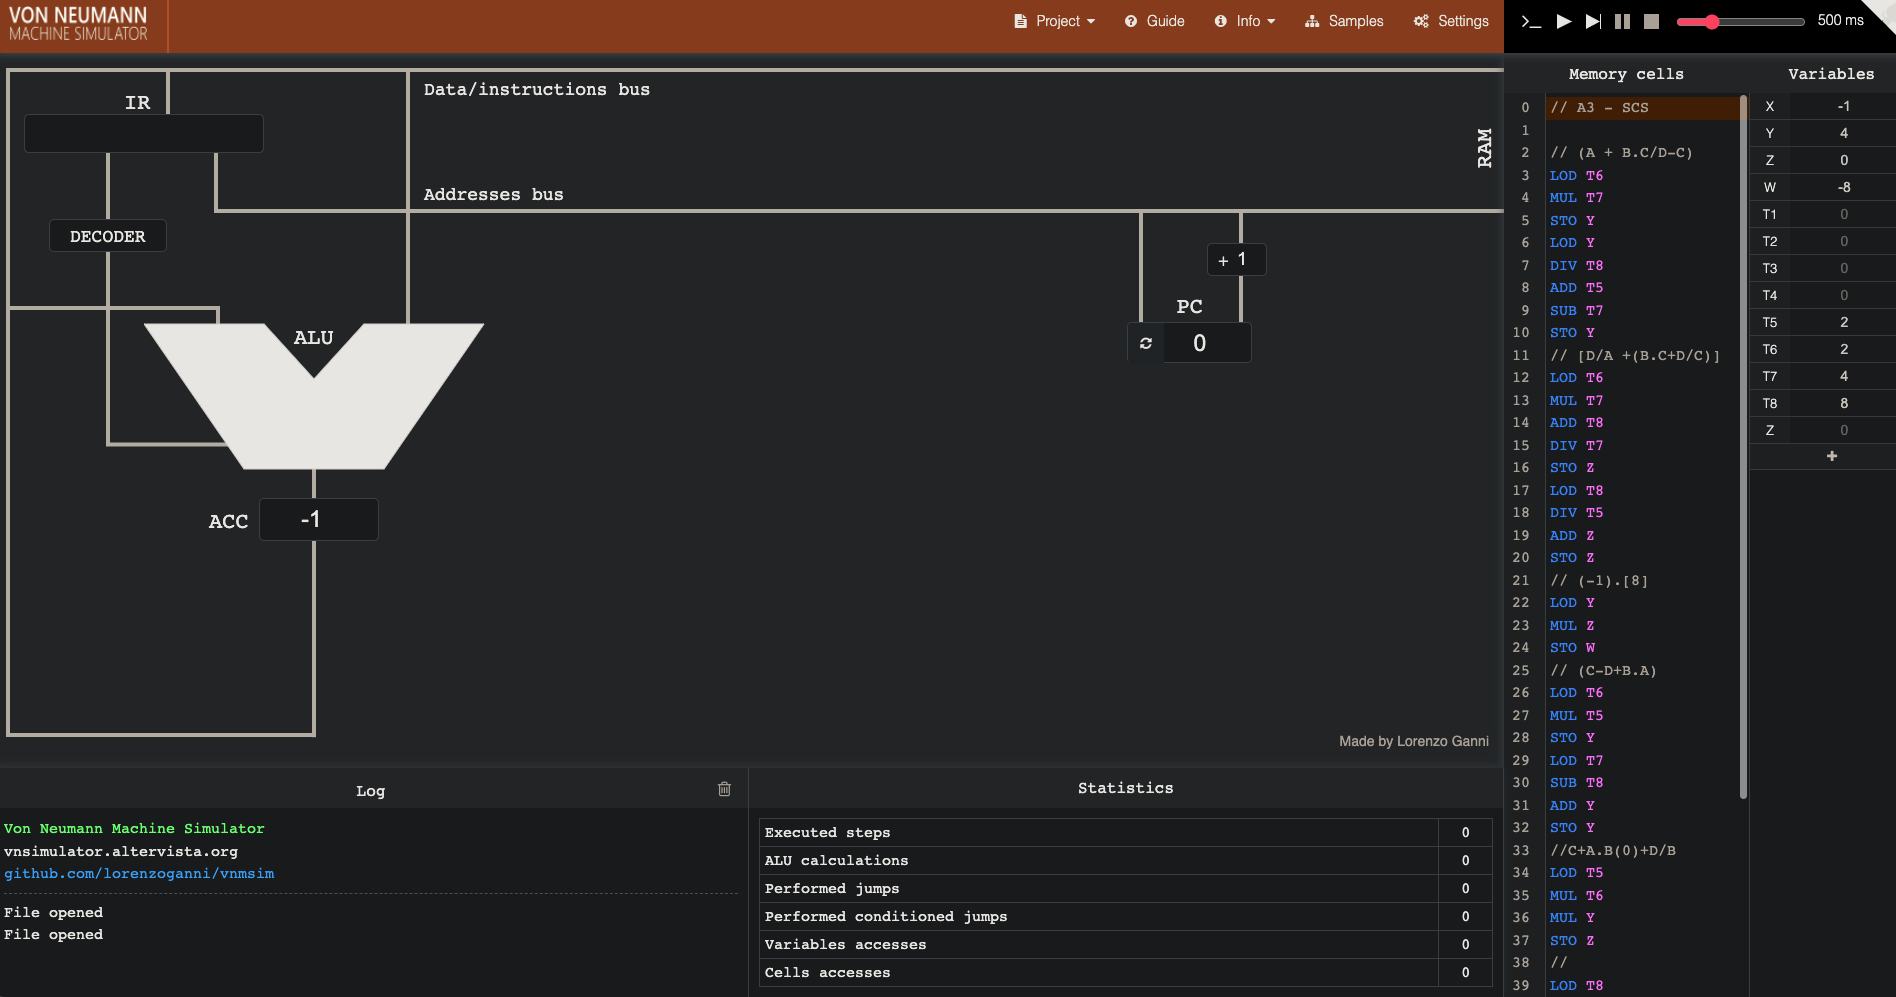 VON NEUMANN
MACHINE SIMULATOR
Project
Guide
Info
Samples
Settings
500 ms
IR
Data/instructions bus
RAM
Addresses bus
DECODER
+ 1
PC
0
ALU
ACC
-1
Made by Lorenzo Ganni
Memory cells
0 // A3 - SCS
1
2 // (A + B.C/D-C)
3 LOD T6
4 MUL T7
5 STO Y
6 LOD Y
7 DIV T8
8 ADD T5
9 SUB T7
10 STO Y
11 // [D/A +(B.C+D/C)]
12 LOD T6
13 MUL T7
14 ADD T8
15 DIV T7
16 STO Z
17 LOD T8
18 DIV T5
19 ADD Z
20 STO Z
21 // (-1).[8]
22 LOD Y
23 MUL Z
24 STO W
25 // (C-D+B.A)
26 LOD T6
27 MUL T5
28 STO Y
29 LOD T7
30 SUB T8
31 ADD Y
32 STO Y
33 //C+A.B(0)+D/B
34 LOD T5
35 MUL T6
36 MUL Y
37 STO Z
38 //
39 LOD T8
Variables
X -1
Y 4
Z 0
W -8
T1 0
T2 0
T3 0
T4 0
T5 2
T6 2
T7 4
T8 8
Z 0
+
Log
Von Neumann Machine Simulator
vnsimulator.altervista.org
github.com/lorenzoganni/vnmsim
File opened
File opened
Statistics
Executed steps 0
ALU calculations 0
Performed jumps 0
Performed conditioned jumps 0
Variables accesses 0
Cells accesses 0